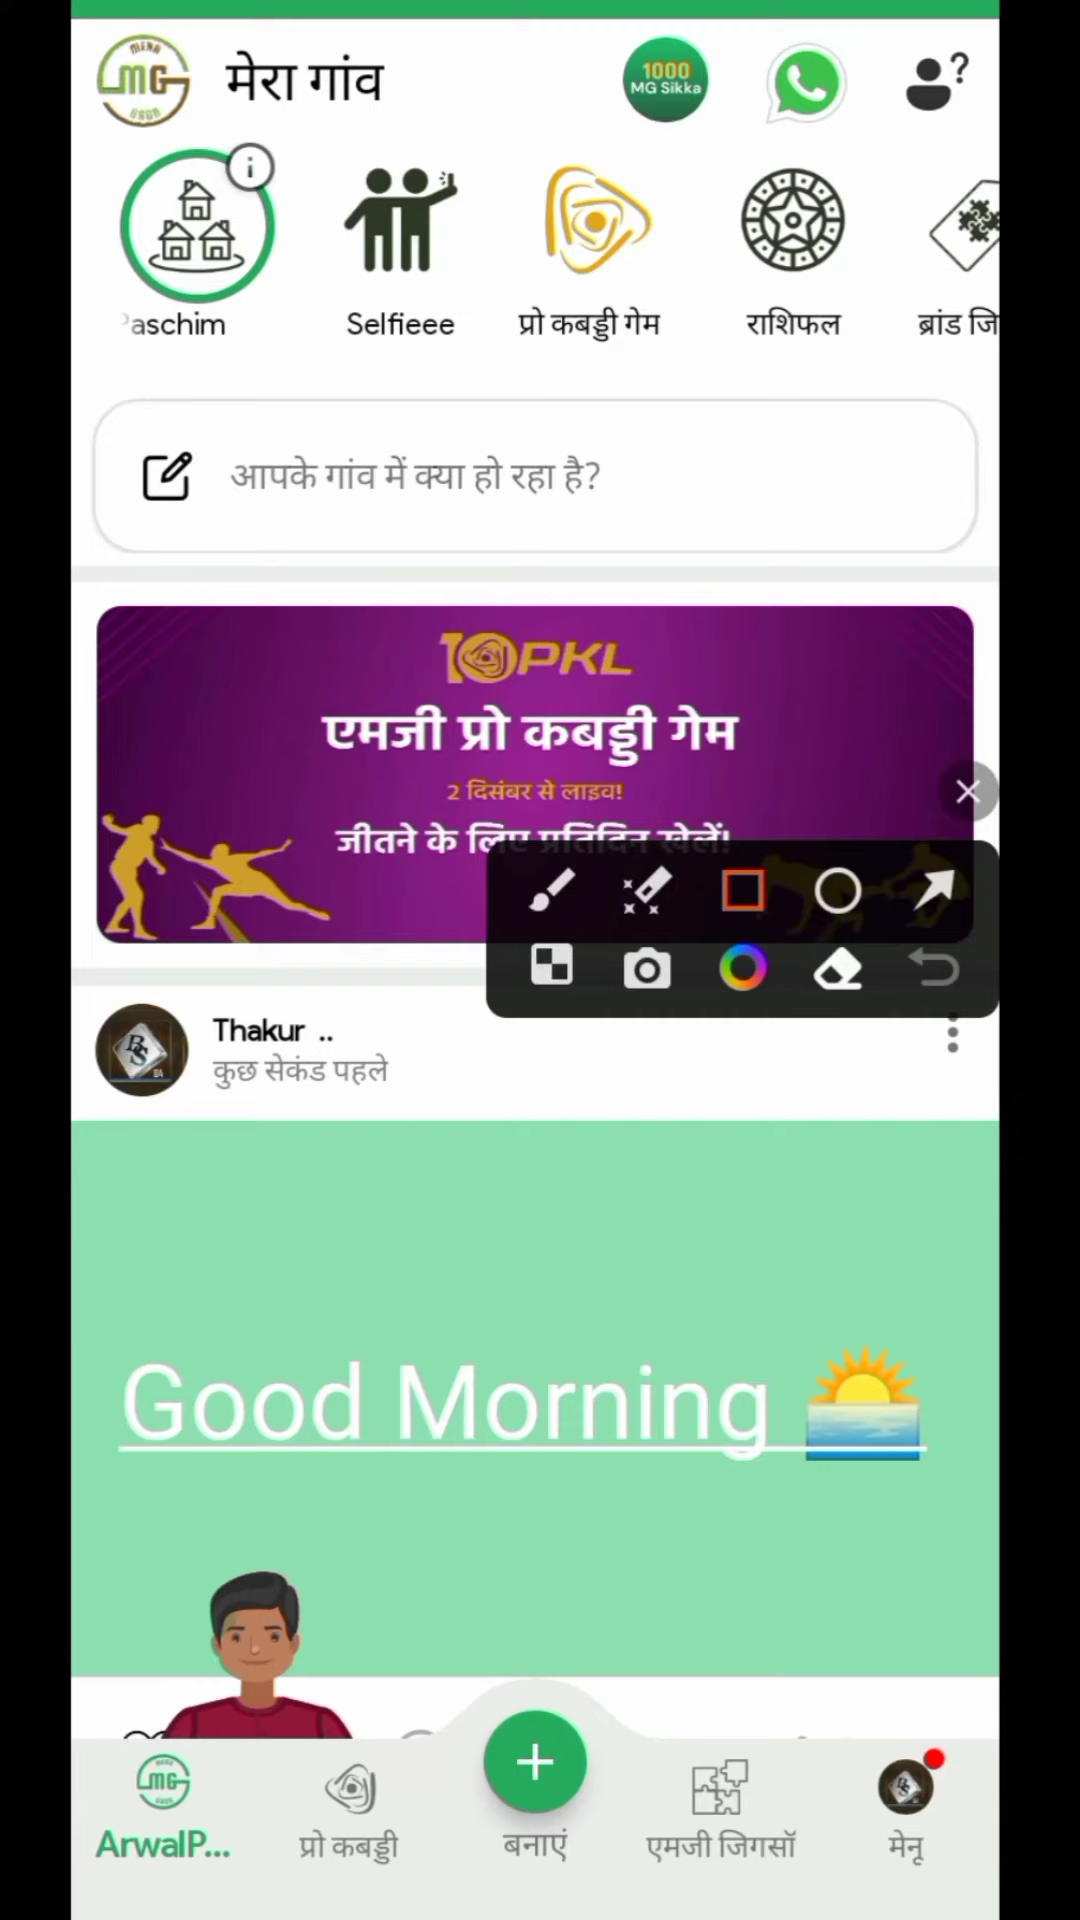 मेरा गांव
1000
MG Sikka
aschim
Selfieee
प्रो कबड्डी गेम
राशिफल
ब्रांड जि
आपके गांव में क्या हो रहा है?
10 PKL
एमजी प्रो कबड्डी गेम
2 दिसंबर से लाइव!
जीतने के लिए प्रतिदिन खेलें!
Thakur ..
कुछ सेकंड पहले
Good Morning 🌅
ArwalP...
प्रो कबड्डी
बनाएं
एमजी जिगसॉ
मेनू